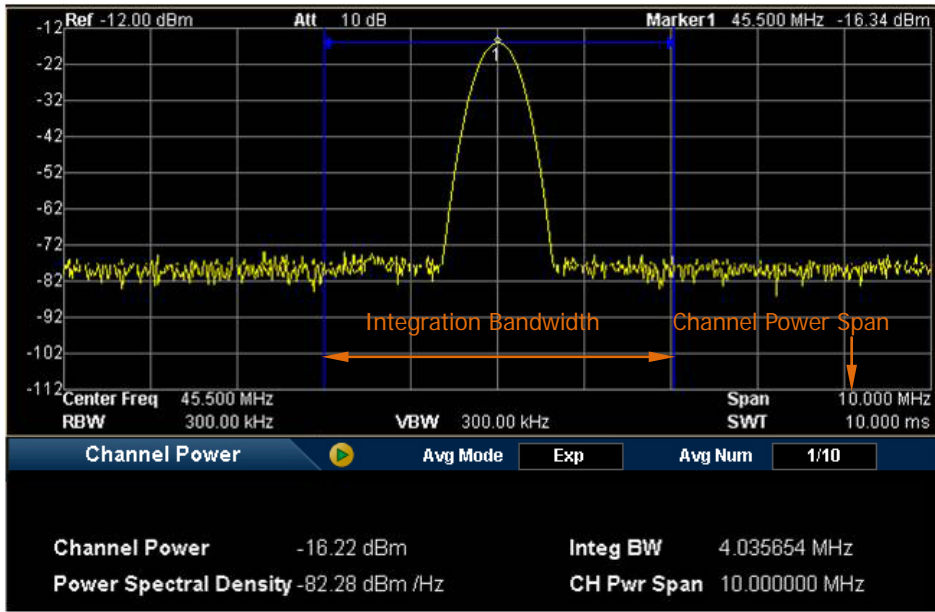 Ref -12.00 dBm Att 10 dB Marker1 45.500 MHz -16.34 dBm
-12
1
-22
-32
-42
-52
-62
-72
-82
-92
Integration Bandwidth Channel Power Span
-102
-112
Center Freq 45.500 MHz Span 10.000 MHz
RBW 300.00 kHz VBW 300.00 kHz SWT 10.000 ms
Channel Power Avg Mode Exp Avg Num 1/10
Channel Power -16.22 dBm Integ BW 4.035654 MHz
Power Spectral Density -82.28 dBm /Hz CH Pwr Span 10.000000 MHz